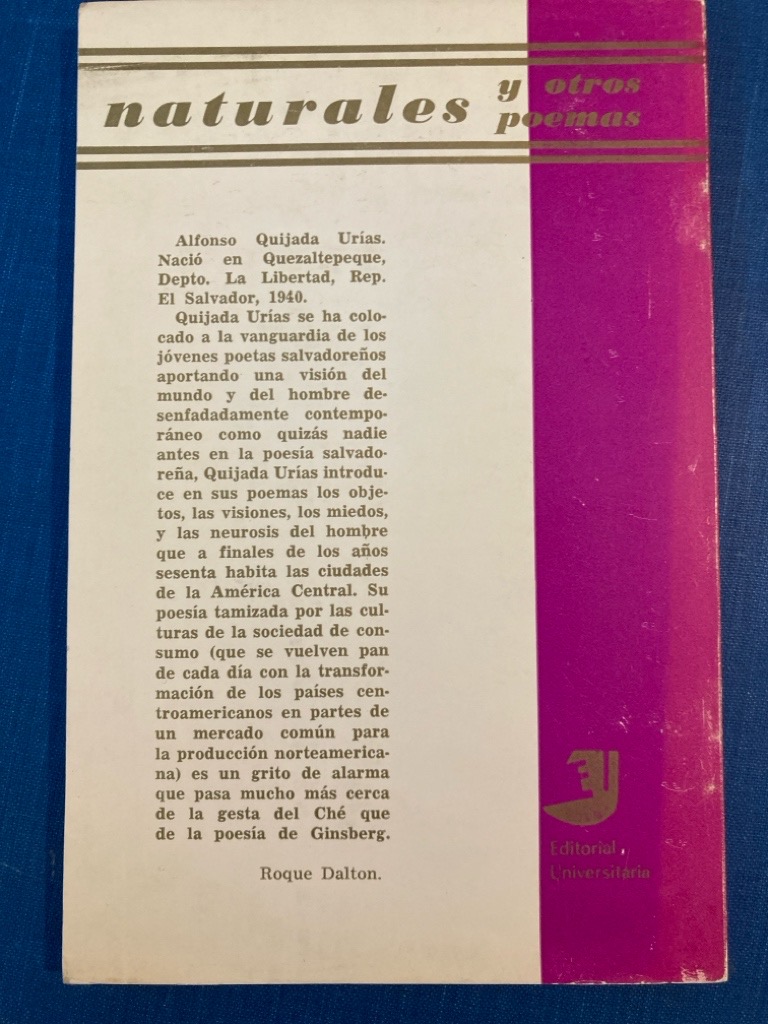 naturales y otros
poemas
Alfonso Quijada Urías.
Nació en Quezaltepeque,
Depto. La Libertad, Rep.
El Salvador, 1940.
Quijada Urías se ha colo-
cado a la vanguardia de los
jóvenes poetas salvadoreños
aportando una visión del
mundo y del hombre de-
senfadadamente contempo-
ráneo como quizás nadie
antes en la poesía salvado-
reña, Quijada Urías introdu-
ce en sus poemas los obje-
tos, las visiones, los miedos,
y las neurosis del hombre
que a finales de los años
sesenta habita las ciudades
de la América Central. Su
poesía tamizada por las cul-
turas de la sociedad de con-
sumo (que se vuelven pan
de cada día con la transfor-
mación de los países cen-
troamericanos en partes de
un mercado común para
la producción norteamerica-
na) es un grito de alarma
que pasa mucho más cerca
de la gesta del Ché que
de la poesía de Ginsberg.
Roque Dalton.
Editorial
Universitaria